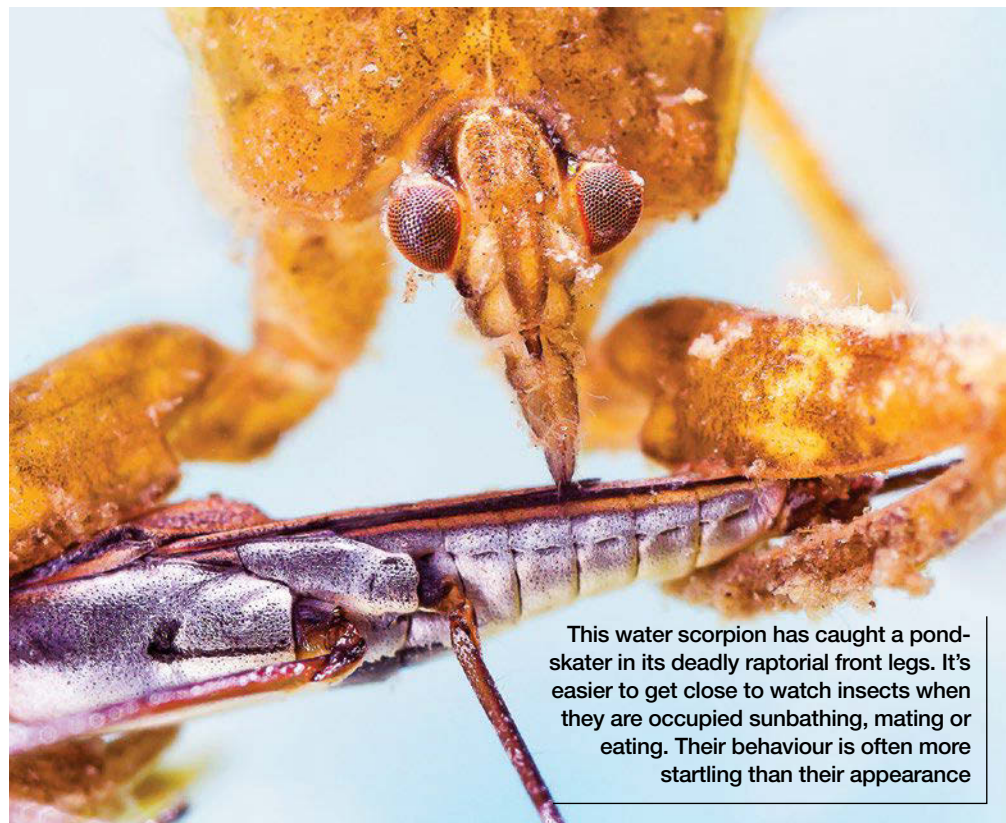 This water scorpion has caught a pond-
skater in its deadly raptorial front legs. It's
easier to get close to watch insects when
they are occupied sunbathing, mating or
eating. Their behaviour is often more
startling than their appearance